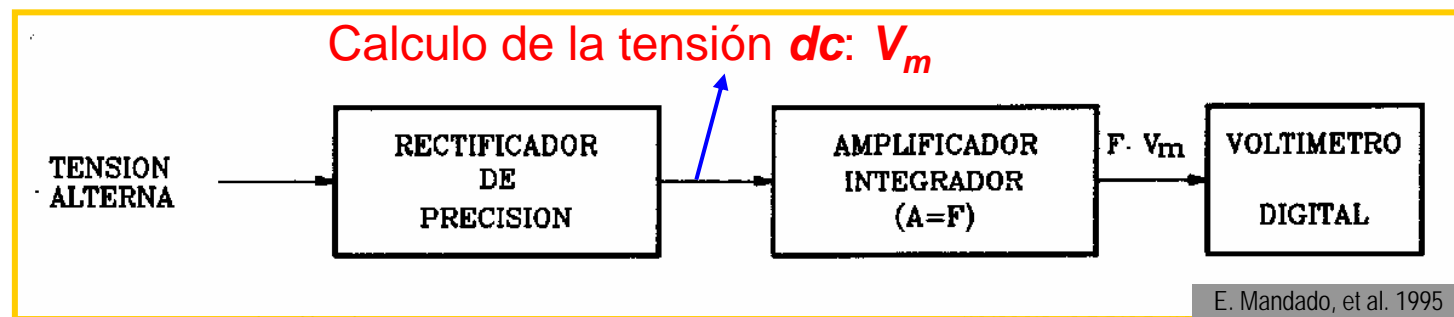 Calculo de la tensión dc: Vm
TENSION
ALTERNA
RECTIFICADOR
DE
PRECISION
AMPLIFICADOR
INTEGRADOR
(A=F)
F. Vm
VOLTIMETRO
DIGITAL
E. Mandado, et al. 1995